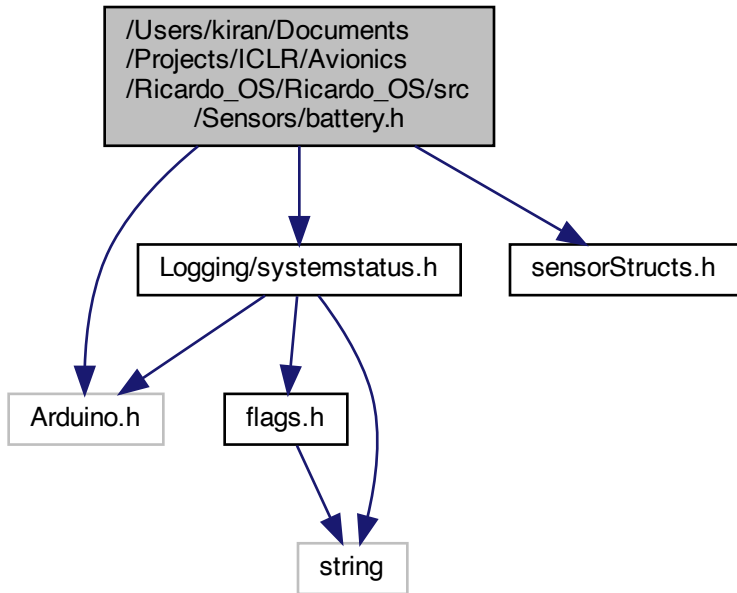 /Users/kiran/Documents
/Projects/ICLR/Avionics
/Ricardo_OS/Ricardo_OS/src
/Sensors/battery.h
Logging/systemstatus.h
sensorStructs.h
Arduino.h
flags.h
string